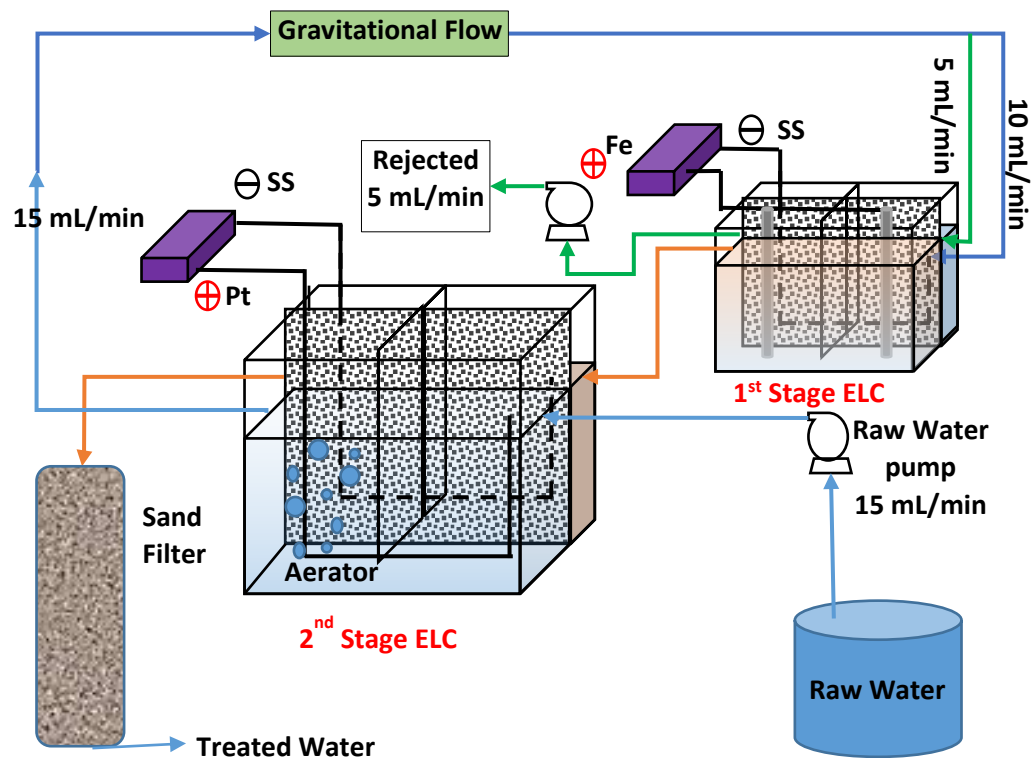 Gravitational Flow
5 mL/min
10 mL/min
SS
Fe
Rejected
5 mL/min
SS
15 mL/min
Pt
1st Stage ELC
Raw Water
pump
15 mL/min
Sand
Filter
Aerator
2nd Stage ELC
Raw Water
Treated Water